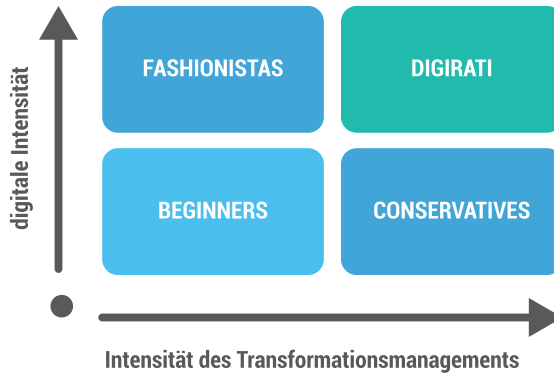 digitale Intensität
FASHIONISTAS
DIGIRATI
BEGINNERS
CONSERVATIVES
Intensität des Transformationsmanagements